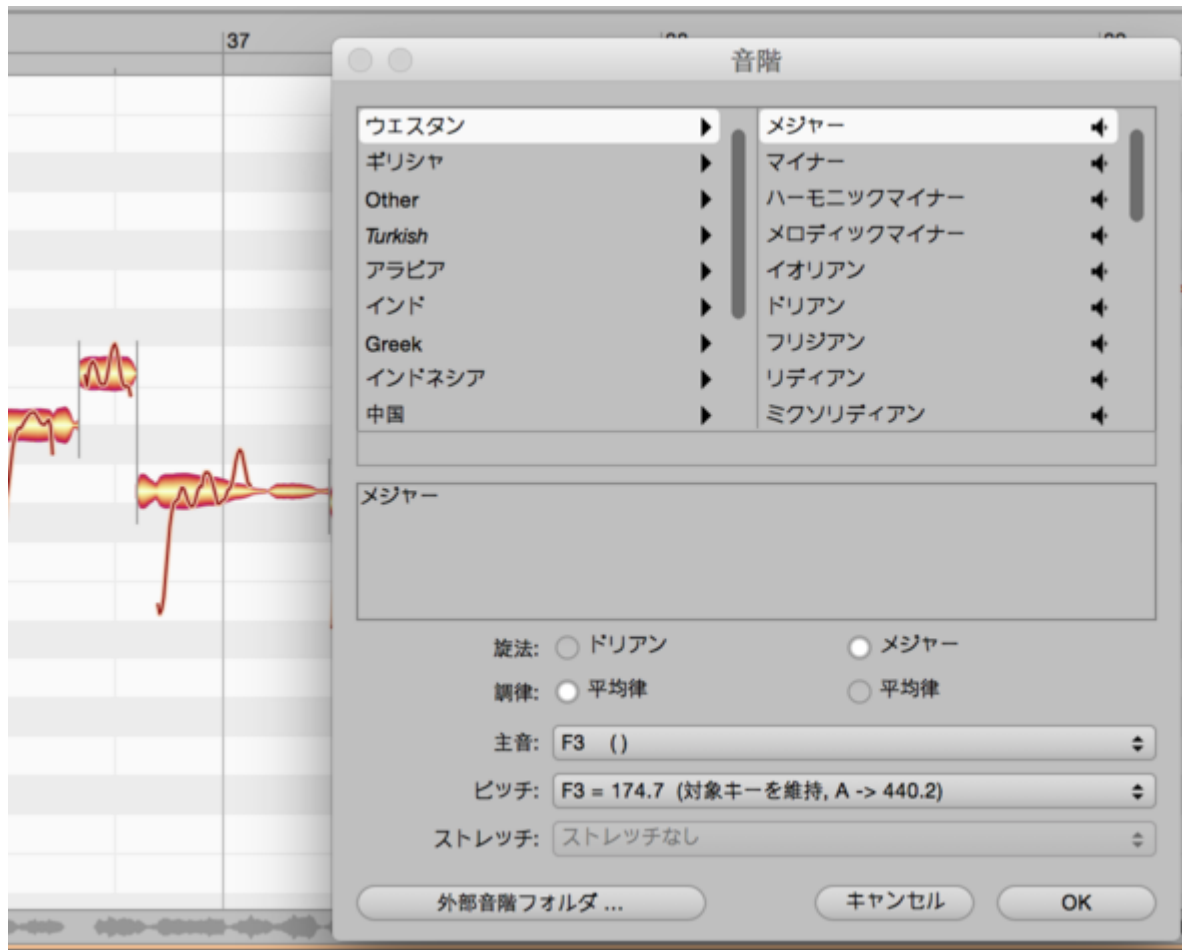 37
音階
ウェスタン ▶ メジャー
ギリシャ ▶ マイナー
Other ▶ ハーモニックマイナー
Turkish ▶ メロディックマイナー
アラビア ▶ イオリアン
インド ▶ ドリアン
Greek ▶ フリジアン
インドネシア ▶ リディアン
中国 ▶ ミクソリディアン
メジャー
旋法: ドリアン メジャー
調律: 平均律 平均律
主音: F3 ()
ピッチ: F3 = 174.7 (対象キーを維持, A -> 440.2)
ストレッチ: ストレッチなし
外部音階フォルダ ... キャンセル OK